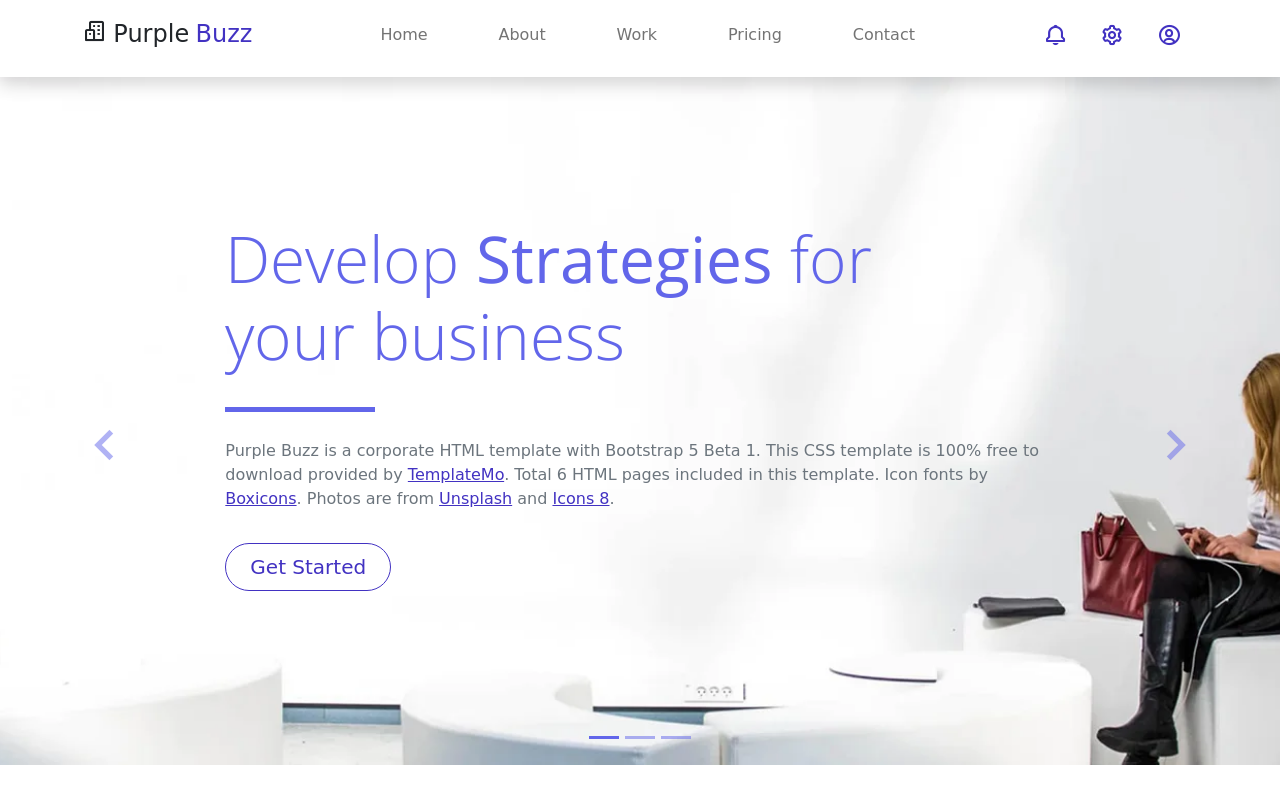 Purple Buzz
Home
About
Work
Pricing
Contact
Develop Strategies for
your business
Purple Buzz is a corporate HTML template with Bootstrap 5 Beta 1. This CSS template is 100% free to
download provided by TemplateMo. Total 6 HTML pages included in this template. Icon fonts by
Boxicons. Photos are from Unsplash and Icons 8.
Get Started